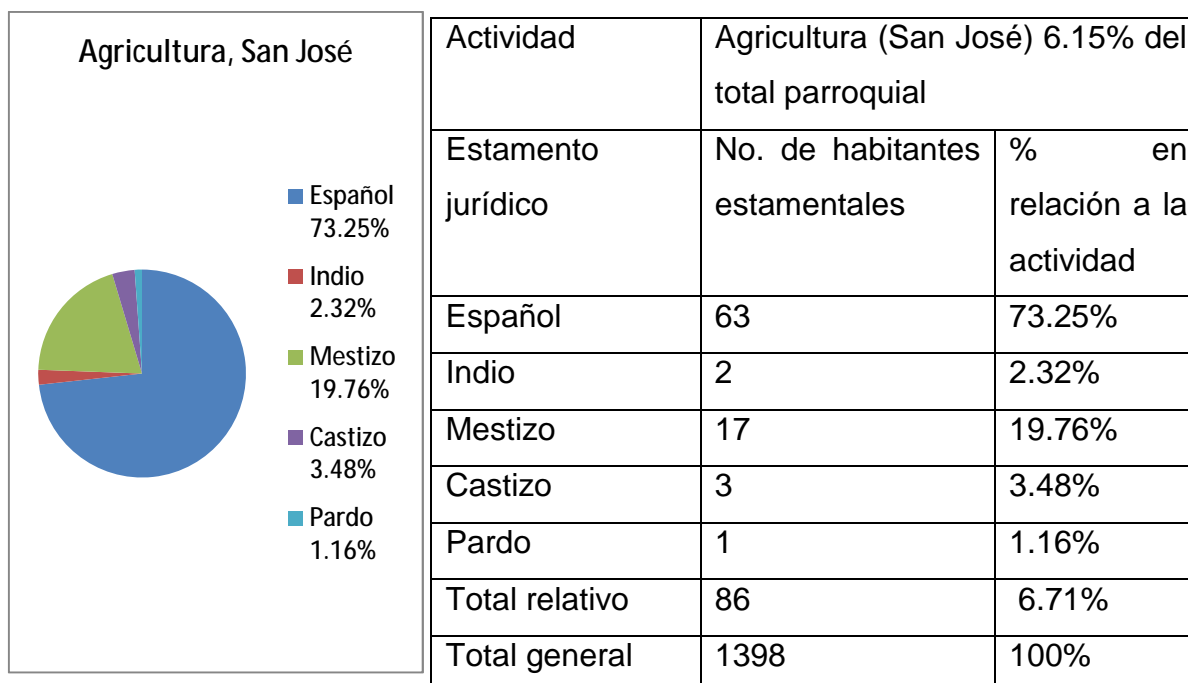 Agricultura, San José
Español
73.25%
Indio
2.32%
Mestizo
19.76%
Castizo
3.48%
Pardo
1.16%
Actividad
Agricultura (San José) 6.15% del
total parroquial
Estamento
jurídico
No. de habitantes
estamentales
% en
relación a la
actividad
Español 63 73.25%
Indio 2 2.32%
Mestizo 17 19.76%
Castizo 3 3.48%
Pardo 1 1.16%
Total relativo 86 6.71%
Total general 1398 100%